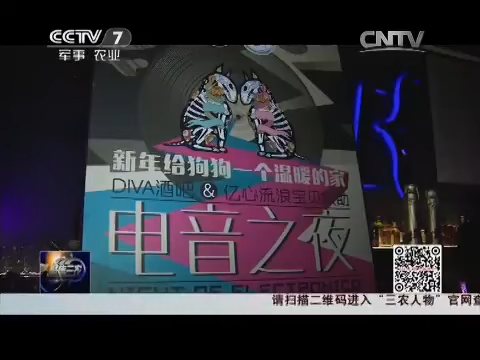 CCTV 7
军事 农业
CNTV
新年给狗狗一个温暖的家
DIVA酒吧 & 亿心流浪宝贝
电音之夜
NIGHT OF ELECTRONIC
请扫描二维码进入“三农人物”官网查